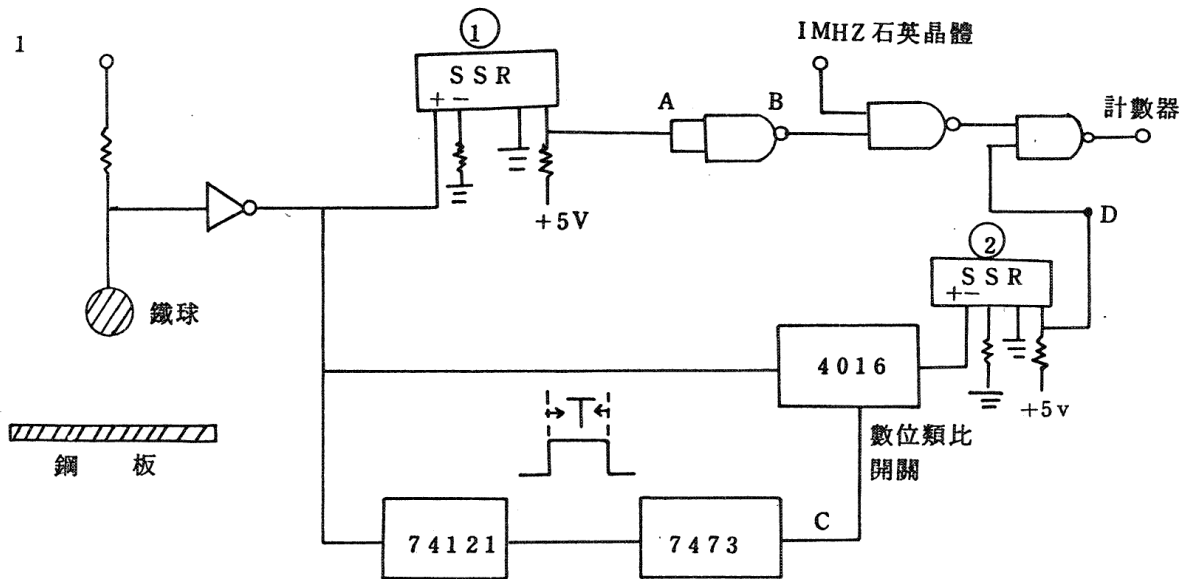 1
①
SSR
+ -
+5V
A
B
1MHZ 石英晶體
計數器
D
鐵球
②
SSR
+-
+5v
4016
數位類比
開關
鋼 板
T
74121
7473
C